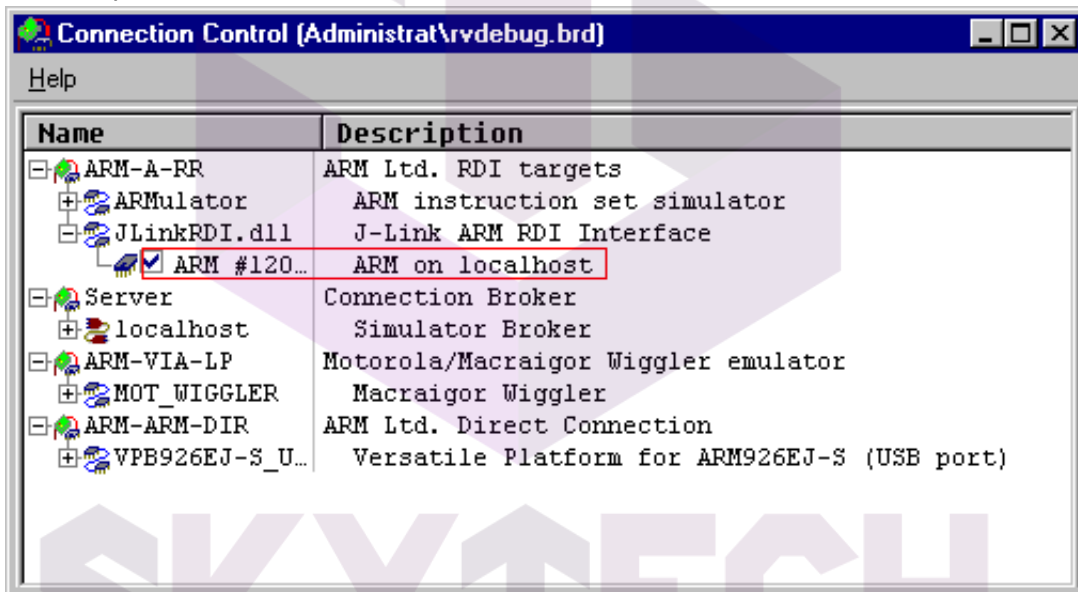 Connection Control (Administrat\rvdebug.brd)
Help
Name Description
ARM-A-RR ARM Ltd. RDI targets
ARMulator ARM instruction set simulator
JLinkRDI.dll J-Link ARM RDI Interface
ARM #120… ARM on localhost
Server Connection Broker
localhost Simulator Broker
ARM-VIA-LP Motorola/Macraigor Wiggler emulator
MOT_WIGGLER Macraigor Wiggler
ARM-ARM-DIR ARM Ltd. Direct Connection
VPB926EJ-S_U… Versatile Platform for ARM926EJ-S (USB port)
SKYTECH